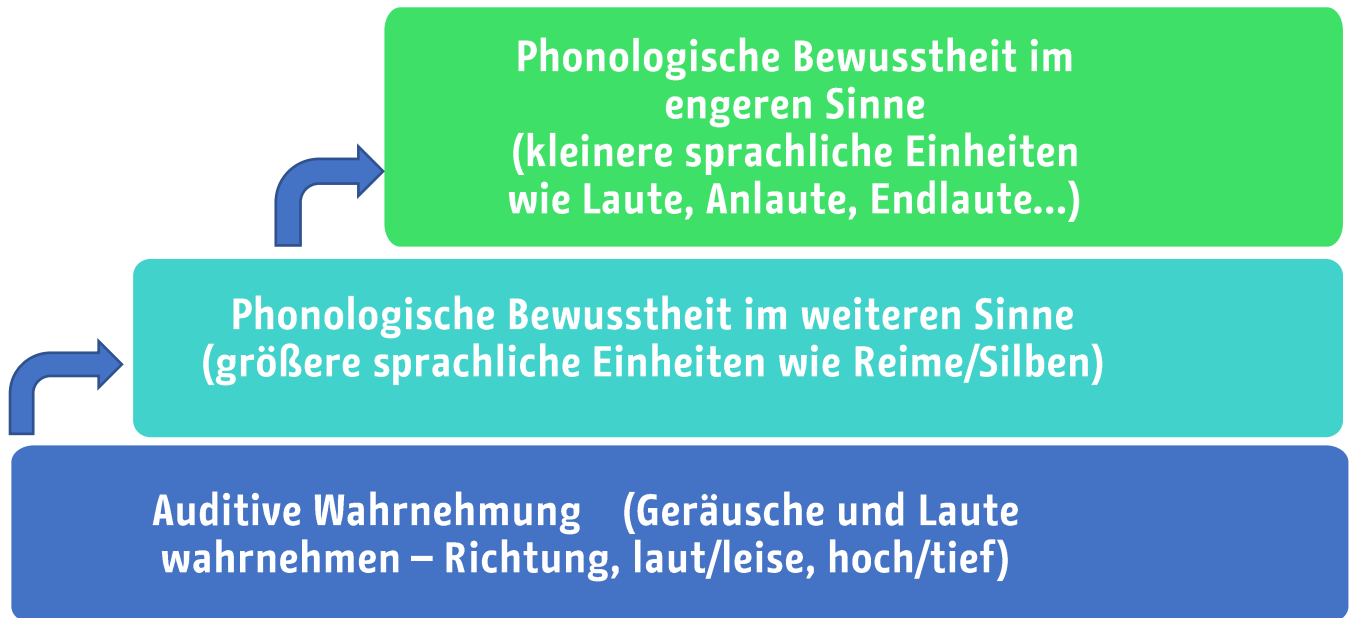 Phonologische Bewusstheit im
engeren Sinne
(kleinere sprachliche Einheiten
wie Laute, Anlaute, Endlaute...)
Phonologische Bewusstheit im weiteren Sinne
(größere sprachliche Einheiten wie Reime/Silben)
Auditive Wahrnehmung (Geräusche und Laute
wahrnehmen – Richtung, laut/leise, hoch/tief)